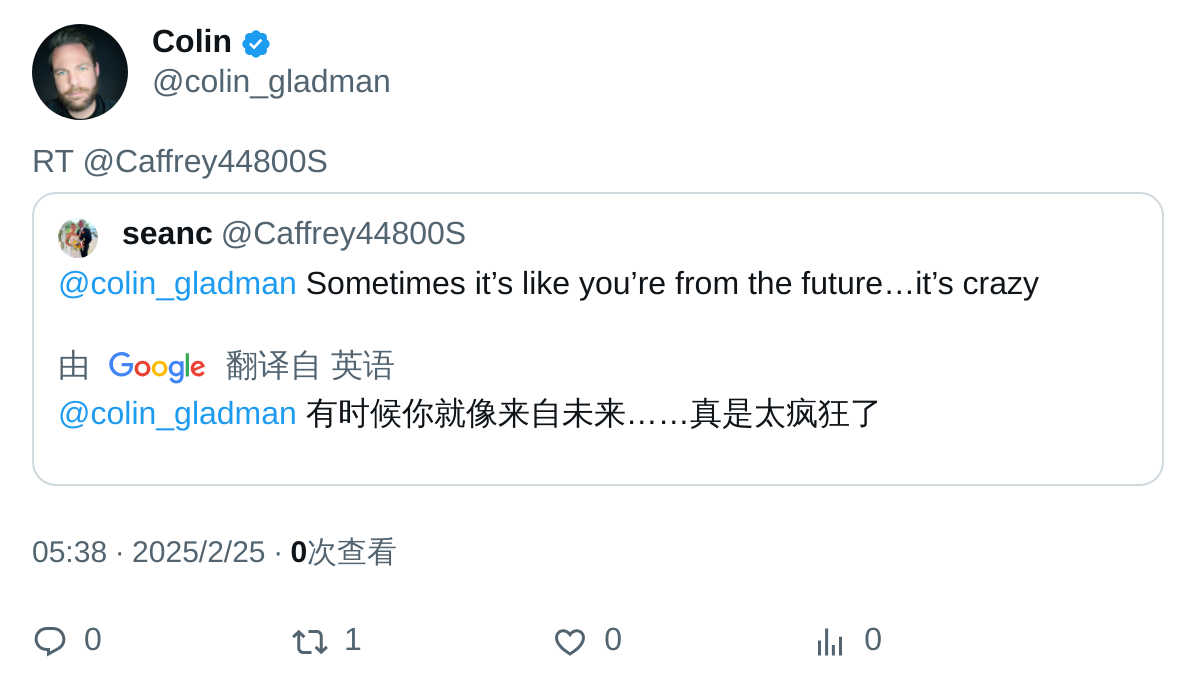 Colin
@colin_gladman
RT @Caffrey44800S
seanc @Caffrey44800S
@colin_gladman Sometimes it’s like you’re from the future…it’s crazy
由 Google 翻译自 英语
@colin_gladman 有时候你就像来自未来……真是太疯狂了
05:38 · 2025/2/25 · 0次查看
0 1 0 0